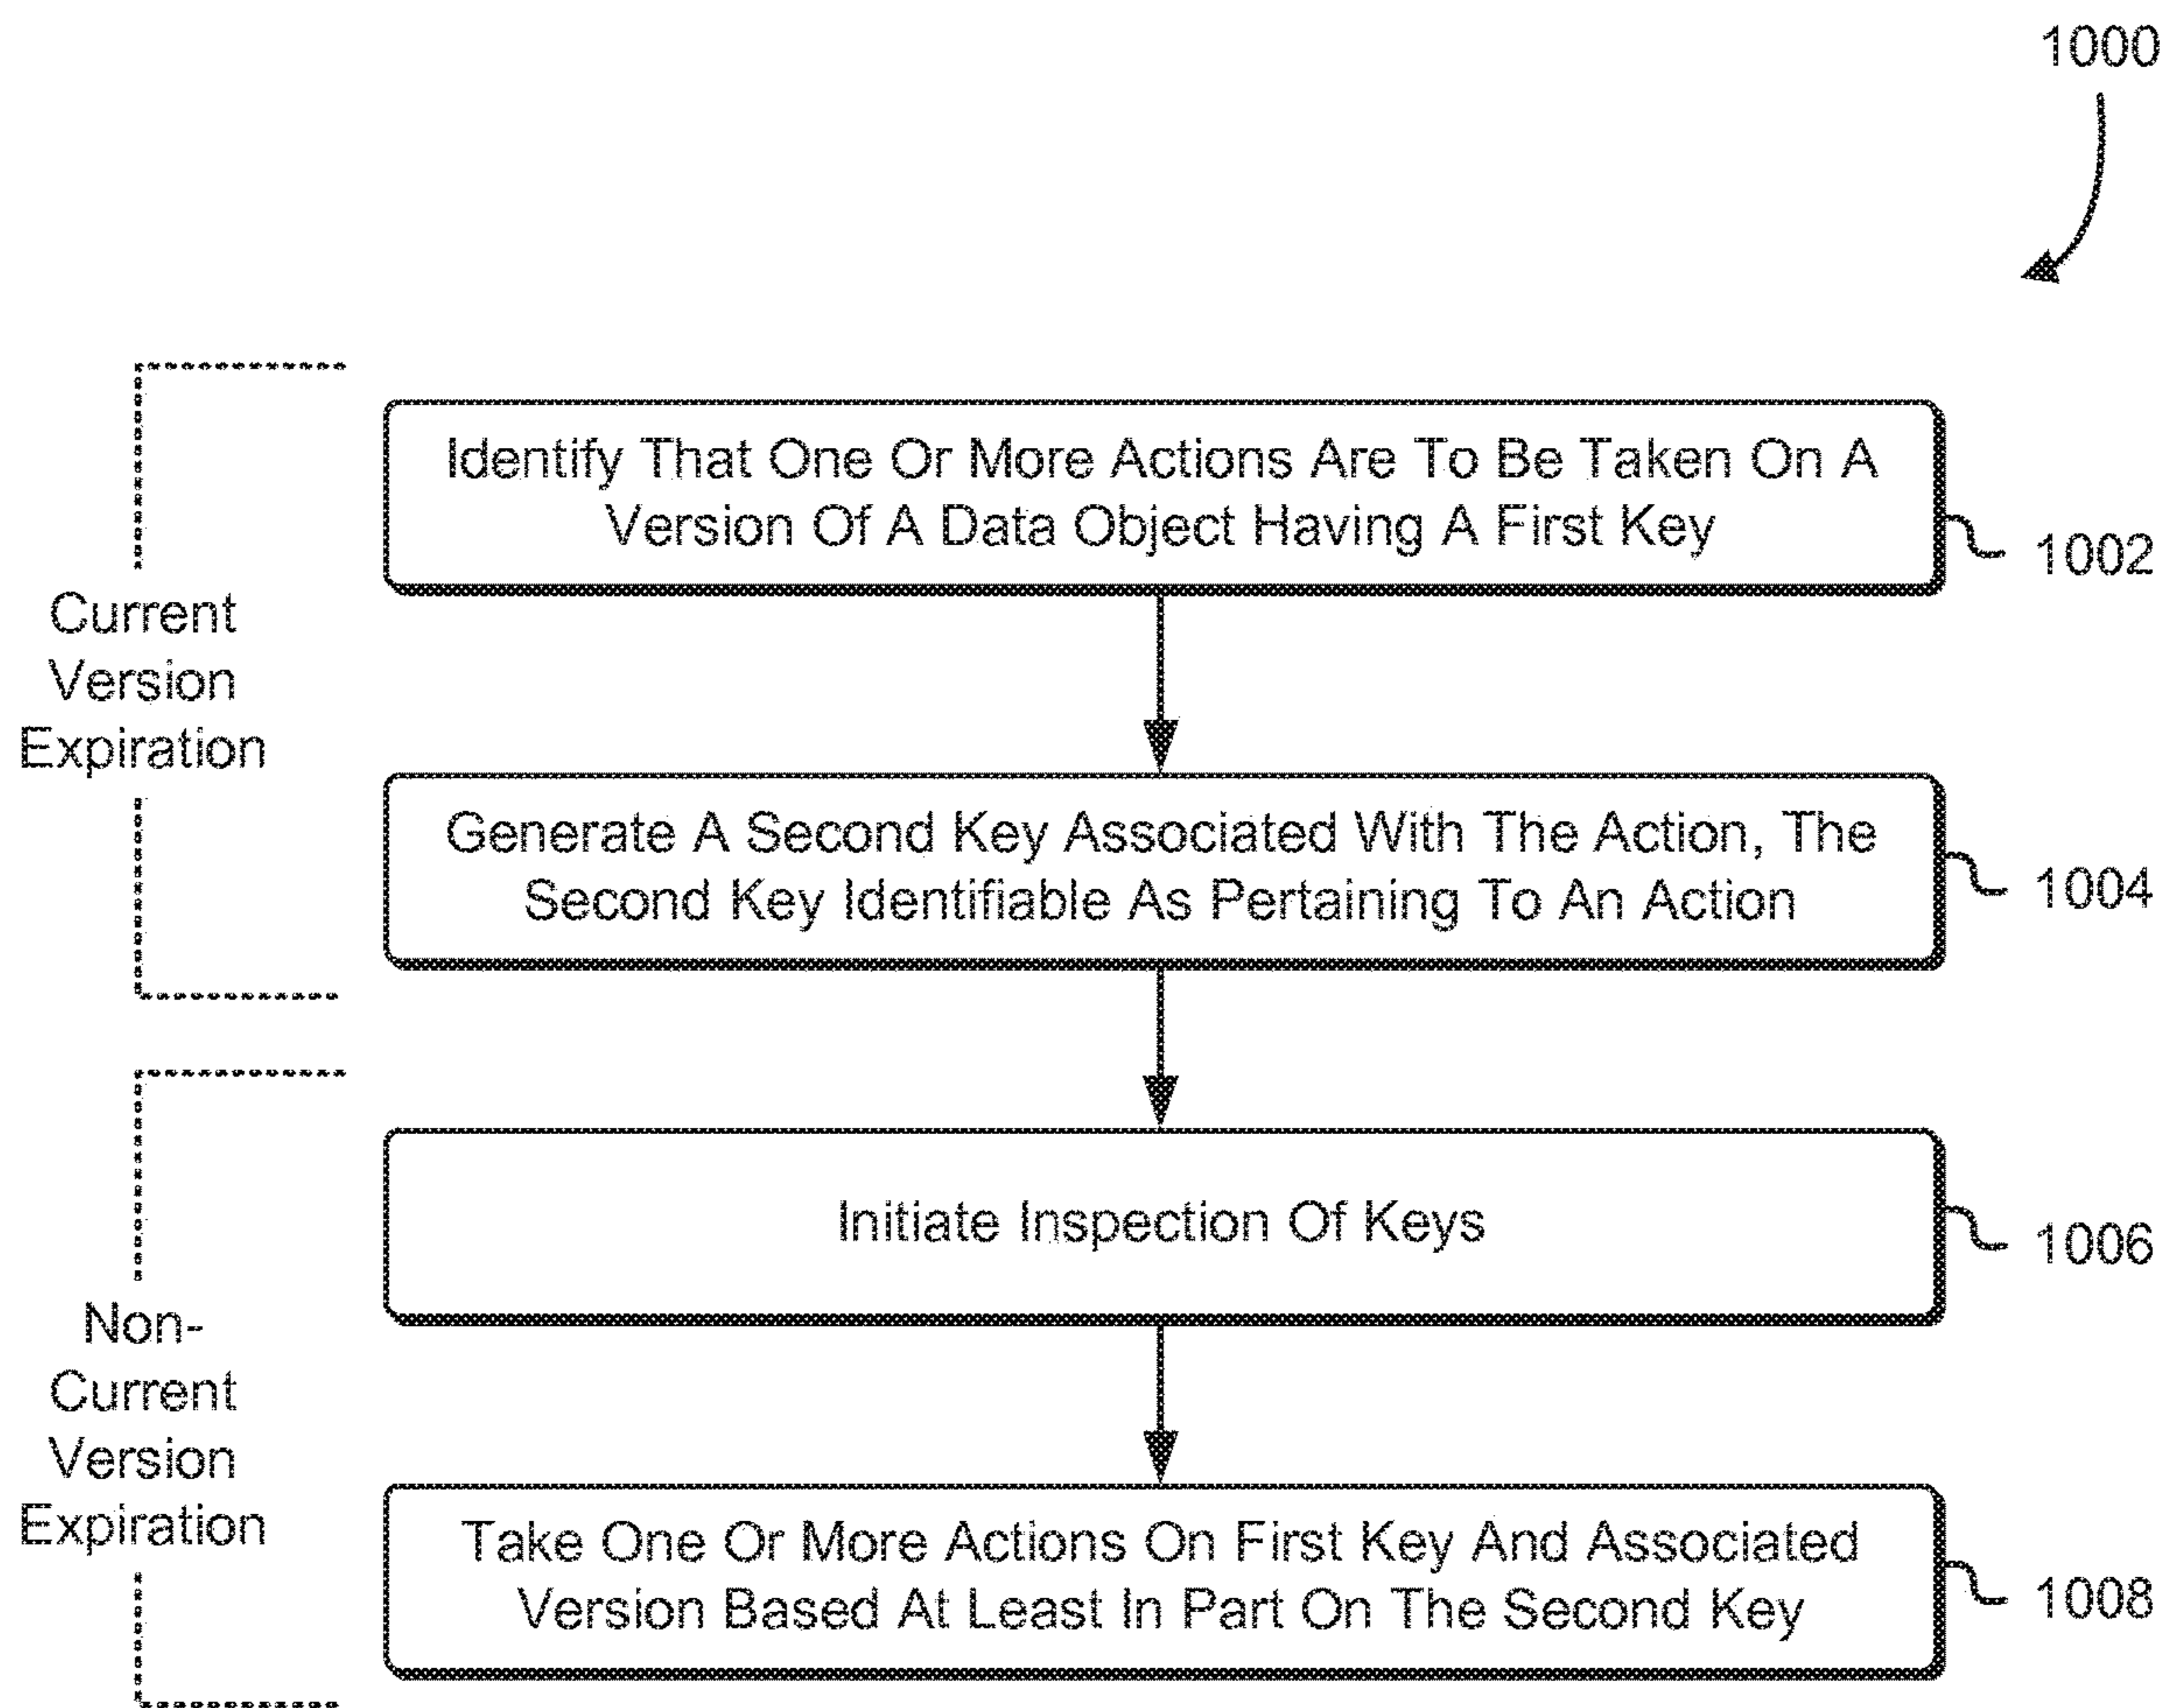 1000
Identify That One Or More Actions Are To Be Taken On A
Version Of A Data Object Having A First Key
1002
Current
Version
Expiration
Generate A Second Key Associated With The Action, The
Second Key Identifiable As Pertaining To An Action
1004
Initiate Inspection Of Keys
1006
Non-
Current
Version
Expiration
Take One Or More Actions On First Key And Associated
Version Based At Least In Part On The Second Key
1008